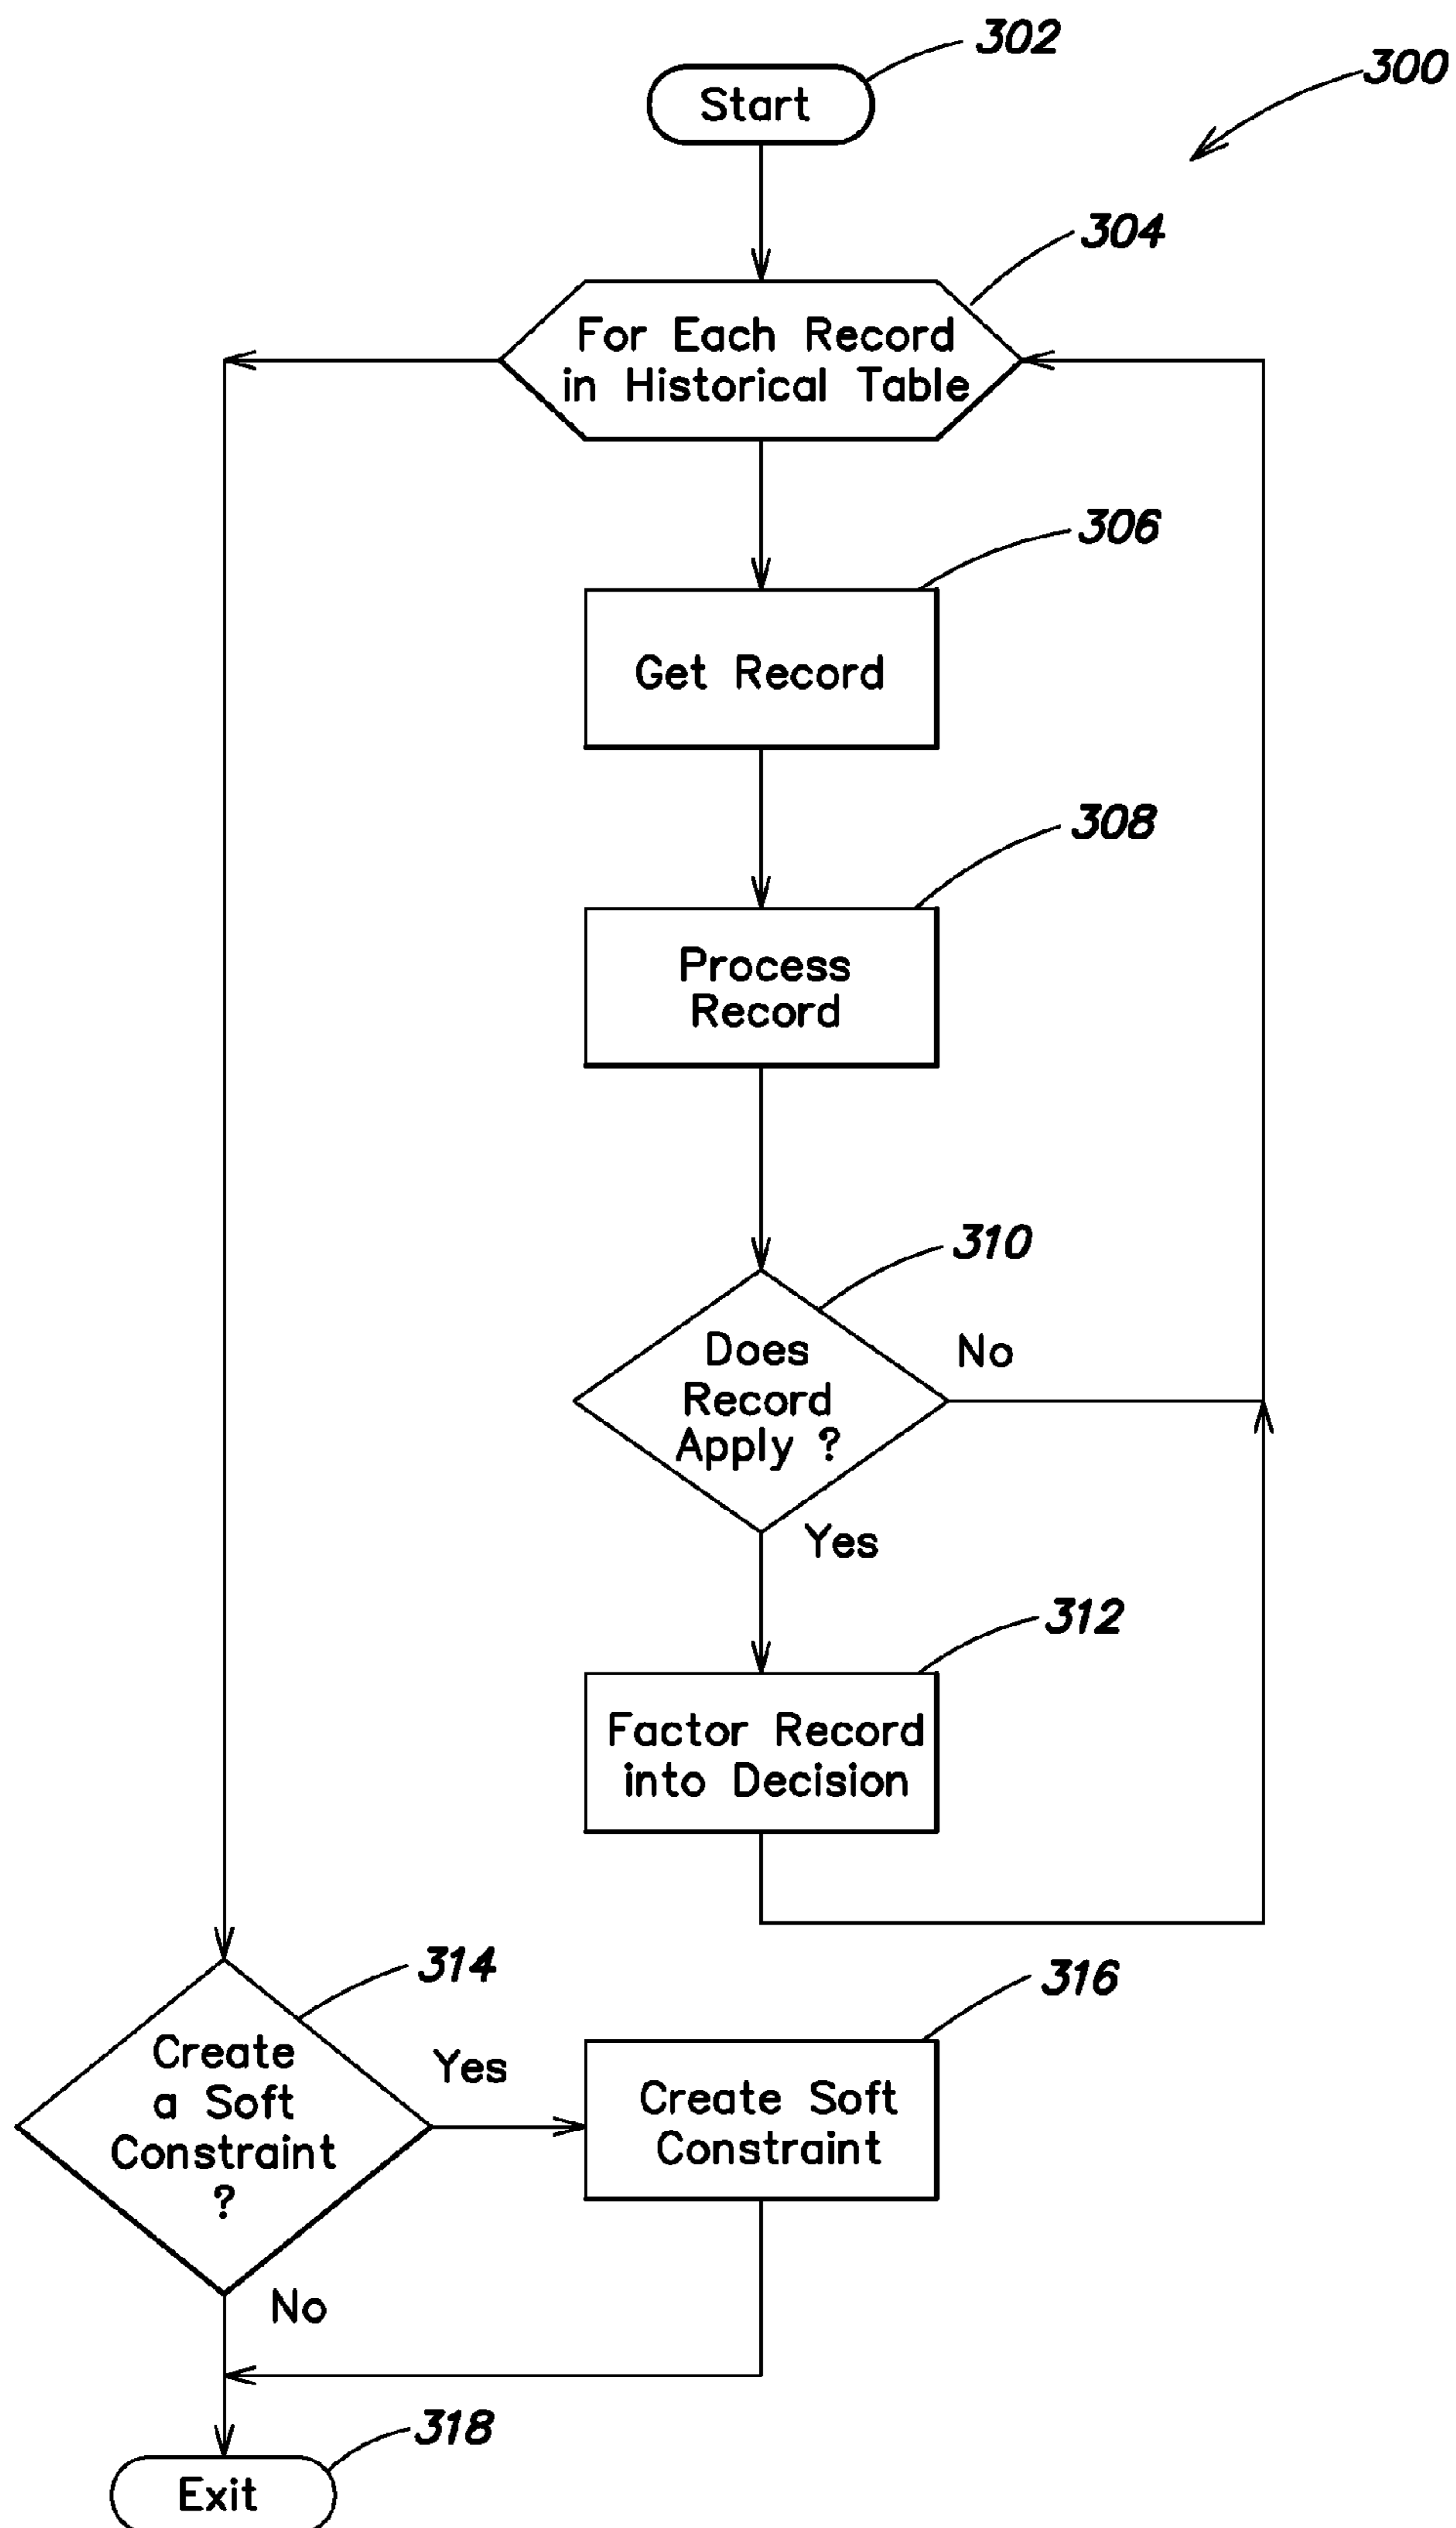 302
Start
300
304
For Each Record
in Historical Table
306
Get Record
308
Process
Record
310
Does
Record
Apply ?
No
Yes
312
Factor Record
into Decision
314
316
Create
a Soft
Constraint
?
Yes
Create Soft
Constraint
No
318
Exit